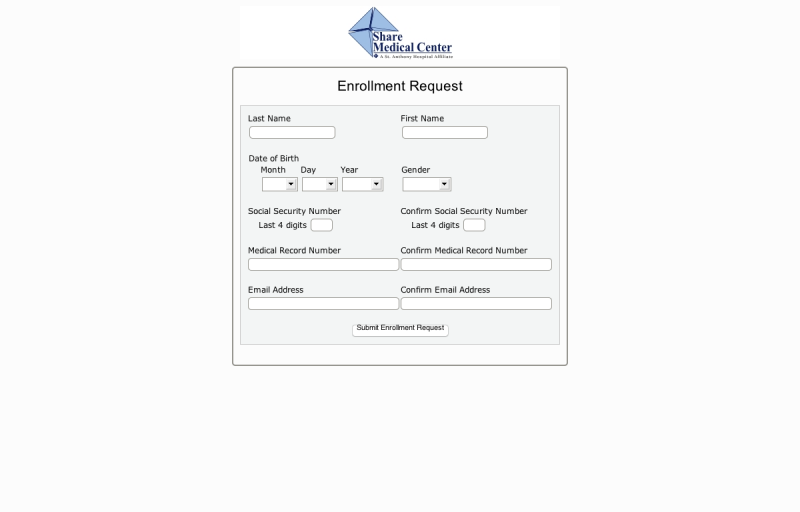 Share
Medical Center
A St. Anthony Hospital Affiliate
Enrollment Request
Last Name First Name
Date of Birth
Month Day Year Gender
Social Security Number Confirm Social Security Number
Last 4 digits Last 4 digits
Medical Record Number Confirm Medical Record Number
Email Address Confirm Email Address
Submit Enrollment Request